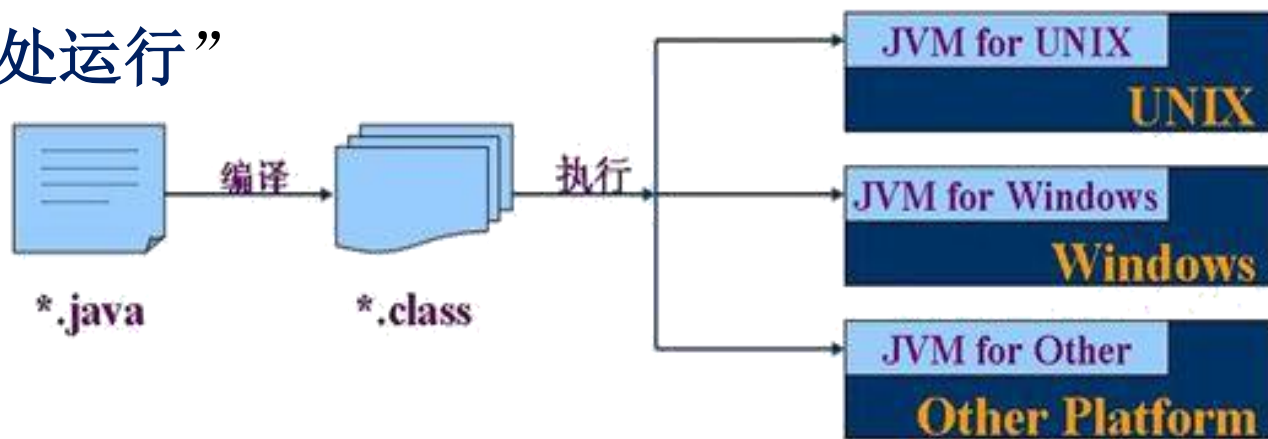 处运行”
JVM for UNIX
UNIX
编译
执行
JVM for Windows
Windows
*.java
*.class
JVM for Other
Other Platform